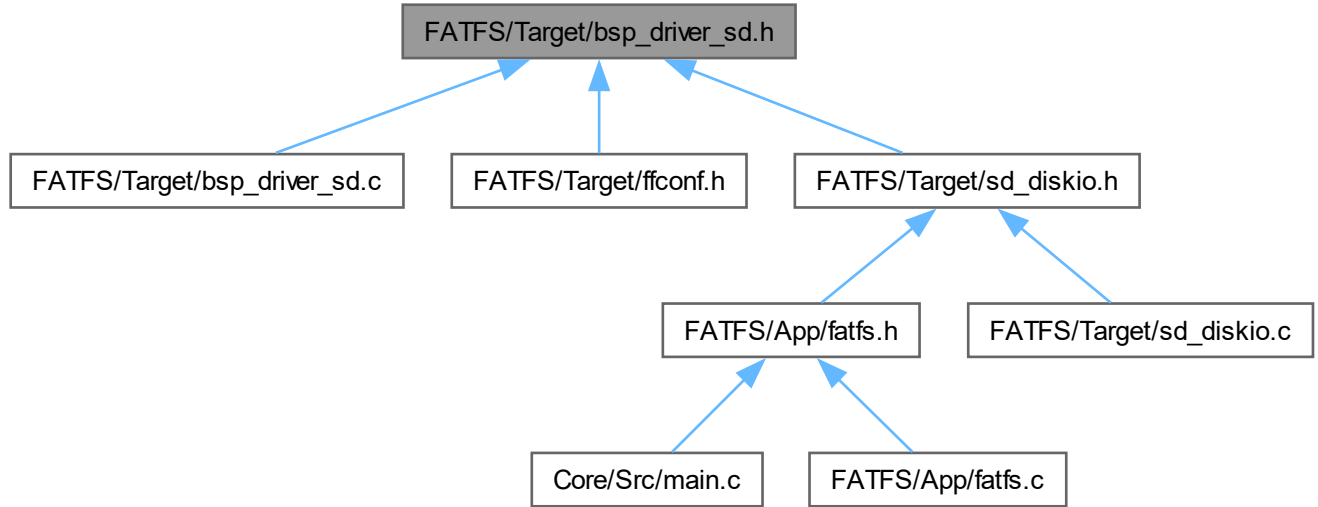 FATFS/Target/bsp_driver_sd.h
FATFS/Target/bsp_driver_sd.c
FATFS/Target/ffconf.h
FATFS/Target/sd_diskio.h
FATFS/App/fatfs.h
FATFS/Target/sd_diskio.c
Core/Src/main.c
FATFS/App/fatfs.c